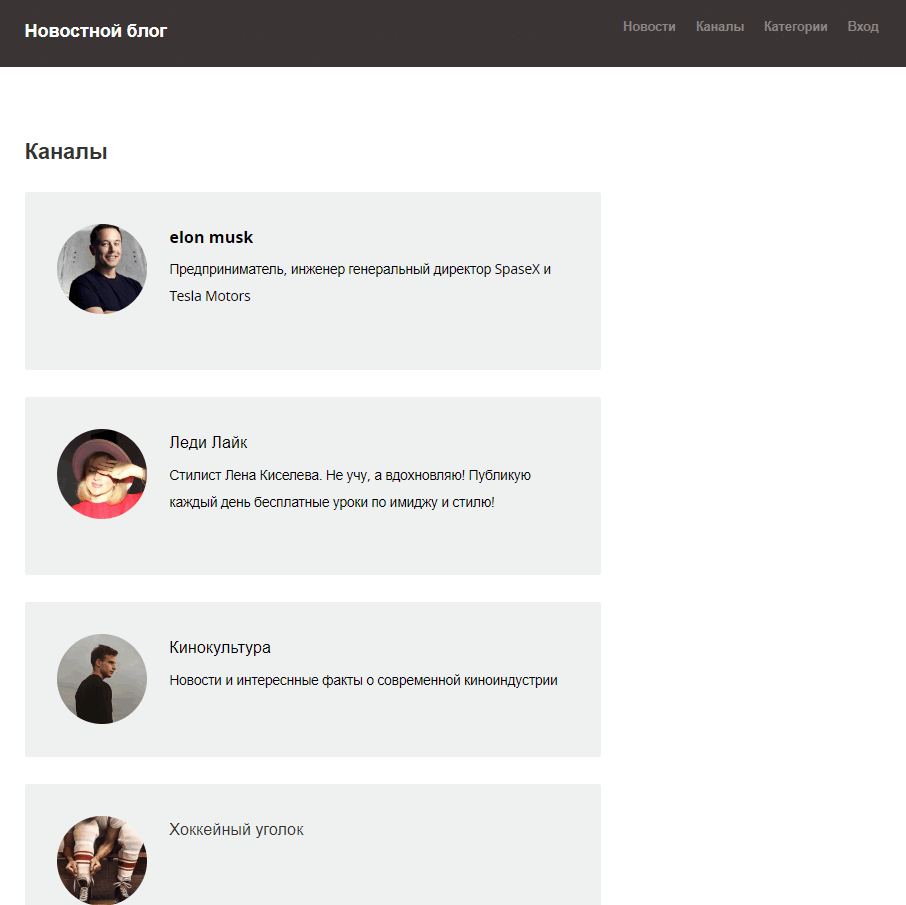 Новостной блог
Новости Каналы Категории Вход
Каналы
elon musk
Предприниматель, инженер генеральный директор SpaseX и
Tesla Motors
Леди Лайк
Стилист Лена Киселева. Не учу, а вдохновляю! Публикую
каждый день бесплатные уроки по имиджу и стилю!
Кинокультура
Новости и интереснные факты о современной киноиндустрии
Хоккейный уголок